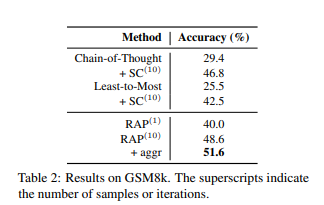 Method Accuracy (%)
Chain-of-Thought 29.4
+ SC(10) 46.8
Least-to-Most 25.5
+ SC(10) 42.5
RAP(1) 40.0
RAP(10) 48.6
+ aggr 51.6
Table 2: Results on GSM8k. The superscripts indicate
the number of samples or iterations.